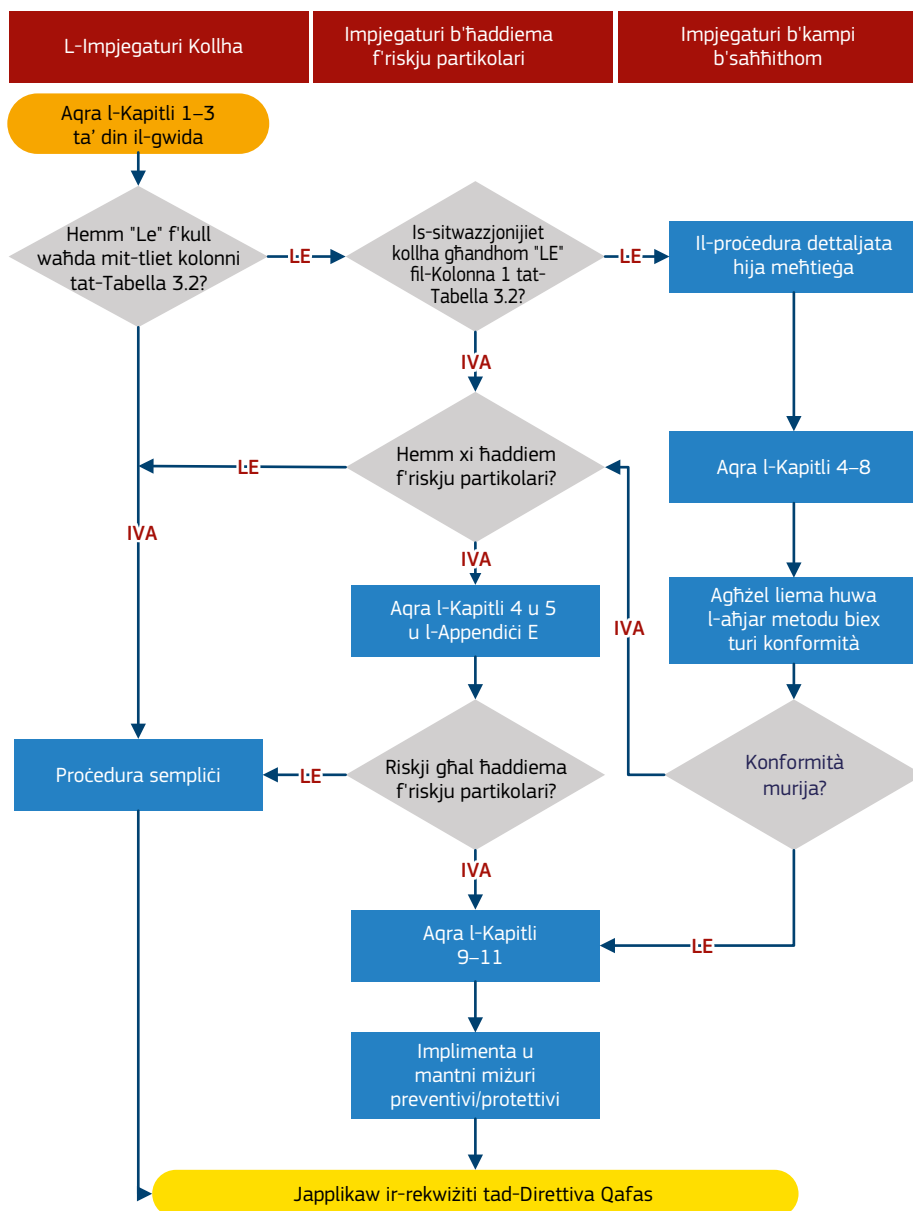 L-Impjegaturi Kollha
Impjegaturi b'ħaddiema
f'riskju partikolari
Impjegaturi b'kampi
b'saħħithom
Aqra l-Kapitli 1–3
ta' din il-gwida
Hemm "Le" f'kull
waħda mit-tliet kolonni
tat-Tabella 3.2?
LE
Is-sitwazzjonijiet
kollha għandhom "LE"
fil-Kolonna 1 tat-
Tabella 3.2?
LE
Il-proċedura dettaljata
hija meħtieġa
IVA
Hemm xi ħaddiem
f'riskju partikolari?
LE
Aqra l-Kapitli 4–8
IVA
IVA
Aqra l-Kapitli 4 u 5
u l-Appendiċi E
Agħżel liema huwa
l-aħjar metodu biex
turi konformità
IVA
Proċedura sempliċi
LE
Riskji għal ħaddiema
f'riskju partikolari?
Konformità
murija?
IVA
Aqra l-Kapitli
9–11
LE
Implimenta u
mantni miżuri
preventivi/protettivi
Japplikaw ir-rekwiżiti tad-Direttiva Qafas